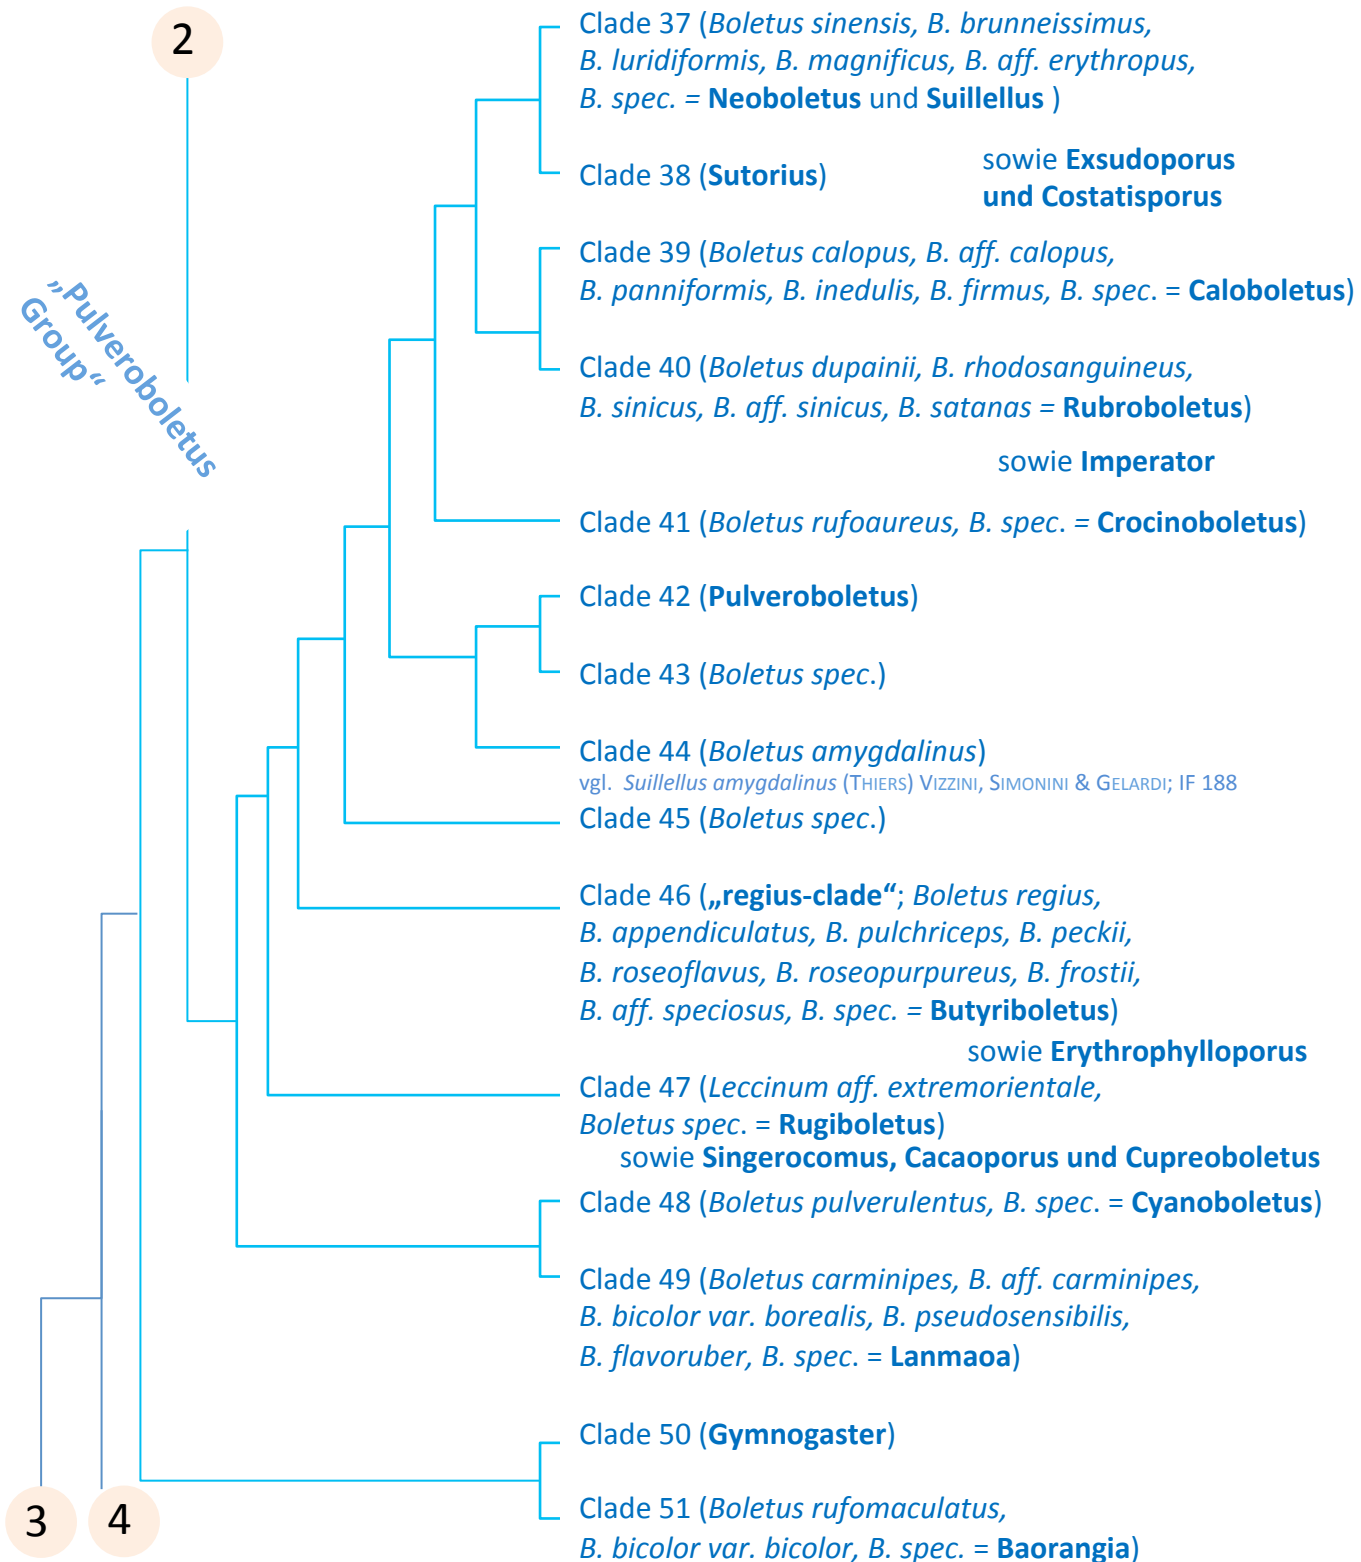 2
Clade 37 (Boletus sinensis, B. brunneissimus,
B. luridiformis, B. magnificus, B. aff. erythropus,
B. spec. = Neoboletus und Suillellus )
sowie Exsudoporus
und Costatisporus
Clade 38 (Sutorius)
Clade 39 (Boletus calopus, B. aff. calopus,
B. panniformis, B. inedulis, B. firmus, B. spec. = Caloboletus)
„Pulveroboletus
Group“
Clade 40 (Boletus dupainii, B. rhodosanguineus,
B. sinicus, B. aff. sinicus, B. satanas = Rubroboletus)
sowie Imperator
Clade 41 (Boletus rufoaureus, B. spec. = Crocinoboletus)
Clade 42 (Pulveroboletus)
Clade 43 (Boletus spec.)
Clade 44 (Boletus amygdalinus)
vgl. Suillellus amygdalinus (THIERS) VIZZINI, SIMONINI & GELARDI; IF 188
Clade 45 (Boletus spec.)
Clade 46 („regius-clade“; Boletus regius,
B. appendiculatus, B. pulchriceps, B. peckii,
B. roseoflavus, B. roseopurpureus, B. frostii,
B. aff. speciosus, B. spec. = Butyriboletus)
sowie Erythrophylloporus
Clade 47 (Leccinum aff. extremorientale,
Boletus spec. = Rugiboletus)
sowie Singerocomus, Cacaoporus und Cupreoboletus
Clade 48 (Boletus pulverulentus, B. spec. = Cyanoboletus)
Clade 49 (Boletus carminipes, B. aff. carminipes,
B. bicolor var. borealis, B. pseudosensibilis,
B. flavoruber, B. spec. = Lanmaoa)
Clade 50 (Gymnogaster)
Clade 51 (Boletus rufomaculatus,
B. bicolor var. bicolor, B. spec. = Baorangia)
3
4